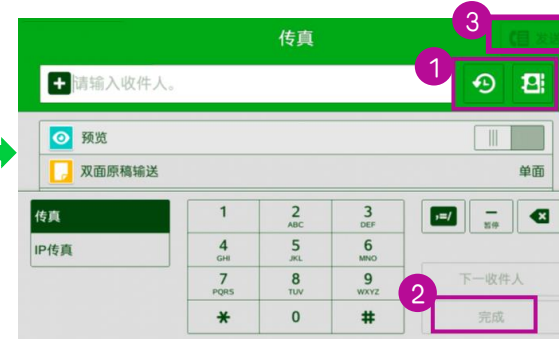 3
传真
1
请输入收件人。
预览
双面原稿输送
单面
传真
IP传真
1
2
ABC
3
DEF
,=/
暂停
4
GHI
5
JKL
6
MNO
7
PQRS
8
TUV
9
WXYZ
下一收件人
2
*
0
#
完成